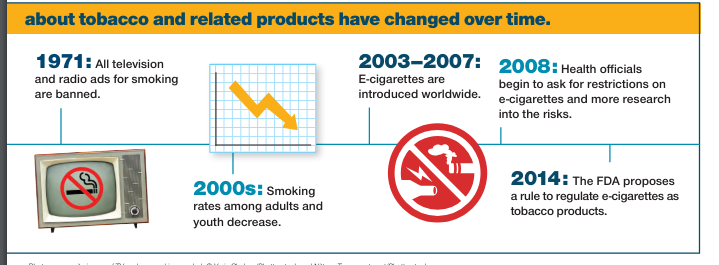 about tobacco and related products have changed over time.
1971: All television
and radio ads for smoking
are banned.
2000s: Smoking
rates among adults and
youth decrease.
2003–2007:
E-cigarettes are
introduced worldwide.
2008: Health officials
begin to ask for restrictions on
e-cigarettes and more research
into the risks.
2014: The FDA proposes
a rule to regulate e-cigarettes as
tobacco products.